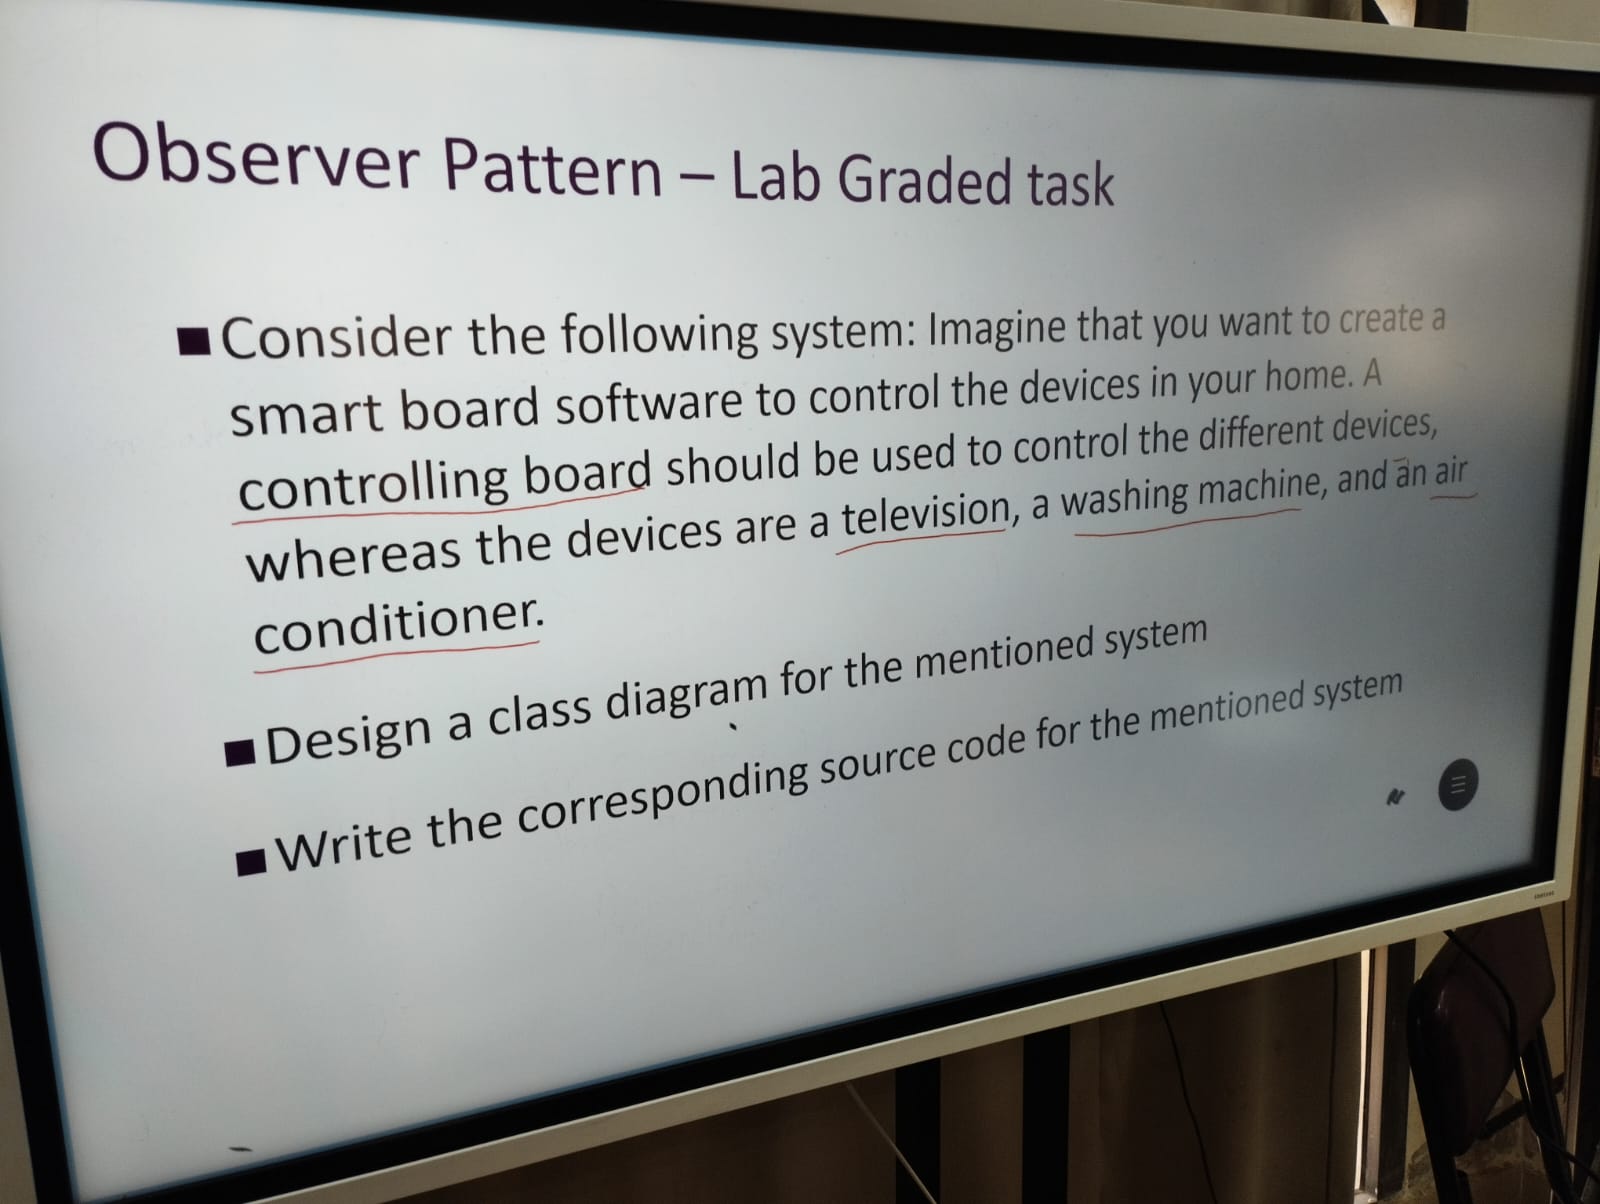 Observer Pattern – Lab Graded task
■ Consider the following system: Imagine that you want to create a
smart board software to control the devices in your home. A
controlling board should be used to control the different devices,
whereas the devices are a television, a washing machine, and an air
conditioner.
■ Design a class diagram for the mentioned system
■ Write the corresponding source code for the mentioned system
SAMSUNG